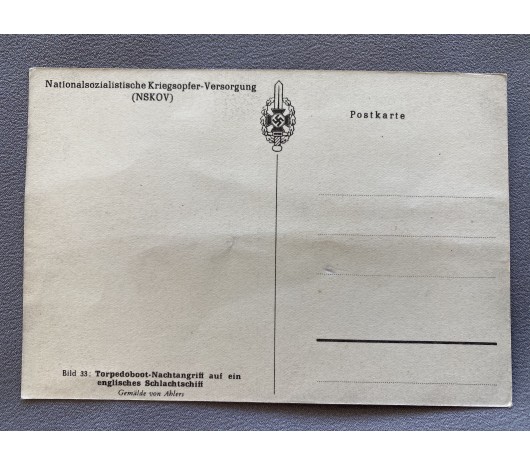 Nationalsozialistische Kriegsopfer-Versorgung
(NSKOV)
Postkarte
Bild 33: Torpedoboot-Nachtangriff auf ein
englisches Schlachtschiff
Gemälde von Ahlers